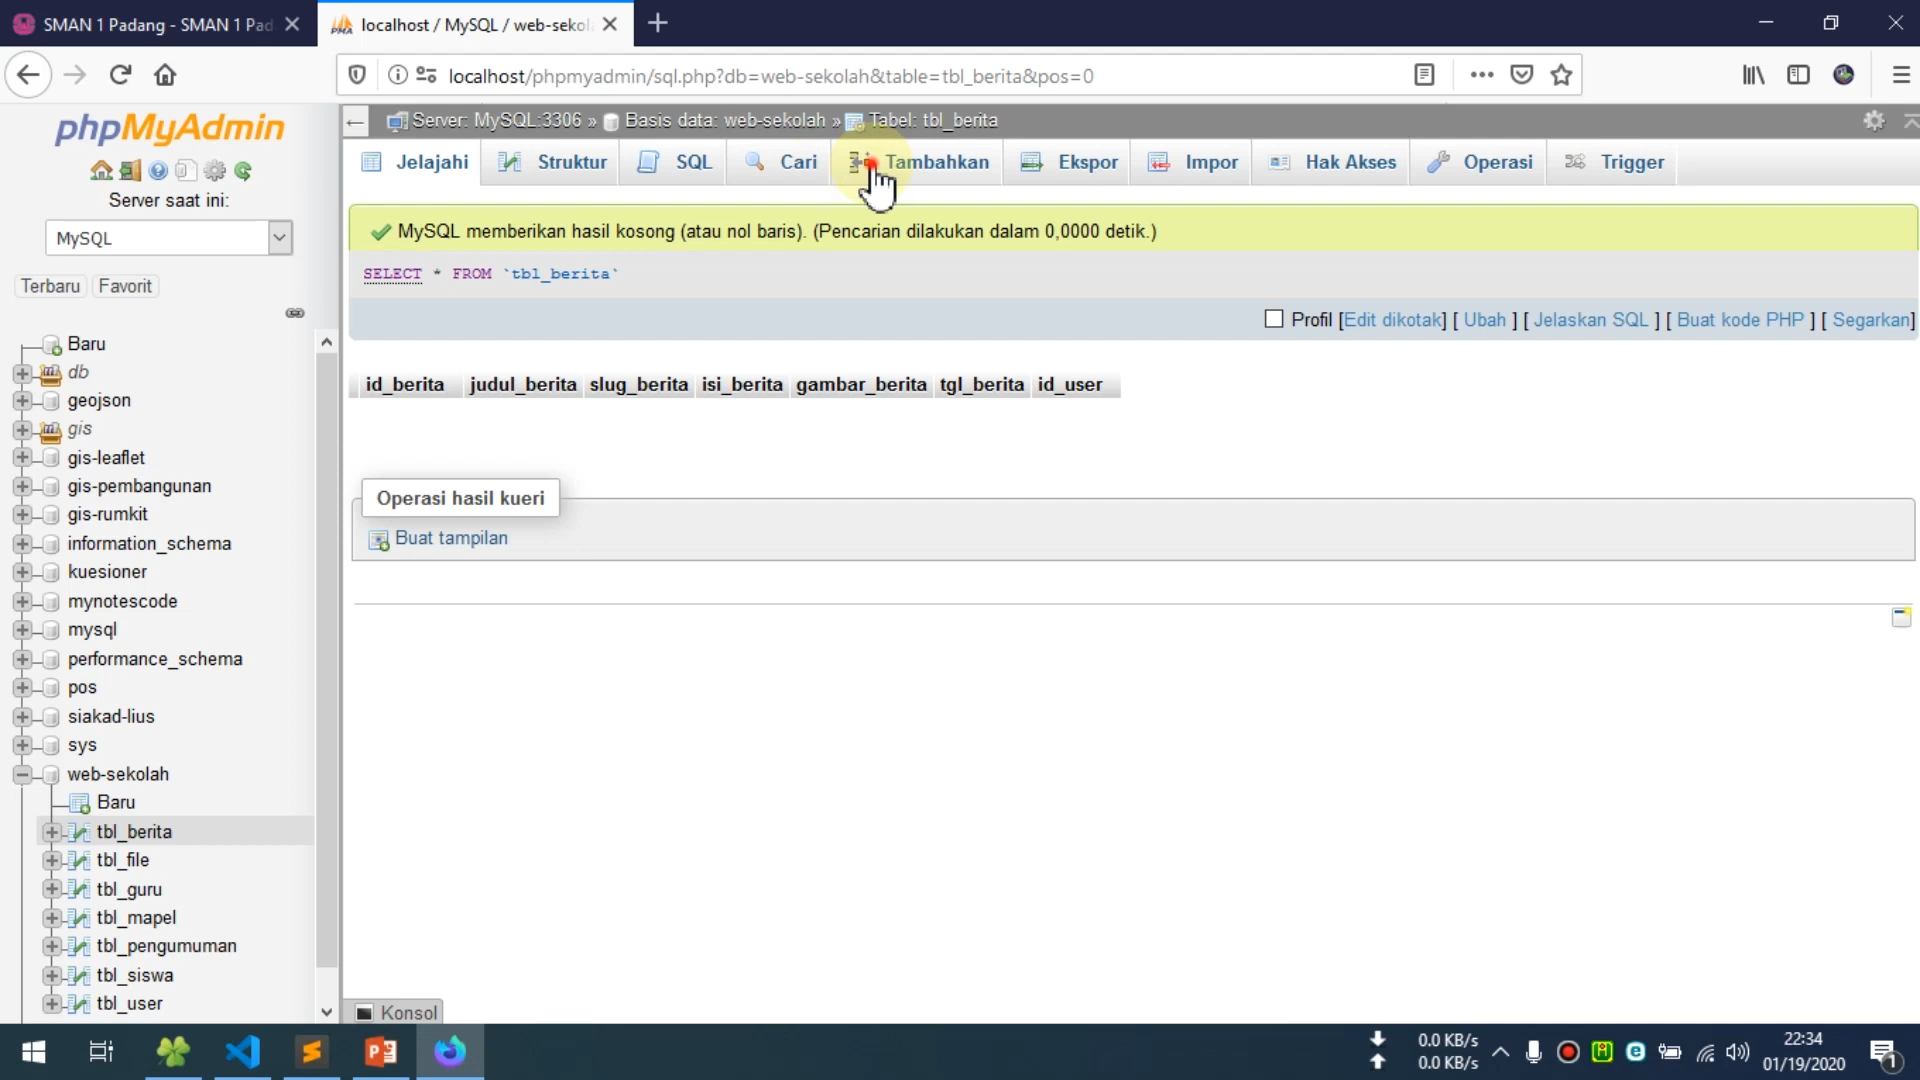 SMAN 1 Padang - SMAN 1 Pad
localhost / MySQL / web-sekol
localhost/phpmyadmin/sql.php?db=web-sekolah&table=tbl_berita&pos=0
phpMyAdmin
Server saat ini:
MySQL
Terbaru Favorit
Baru
db
geojson
gis
gis-leaflet
gis-pembangunan
gis-rumkit
information_schema
kuesioner
mynotescode
mysql
performance_schema
pos
siakad-lius
sys
web-sekolah
Baru
tbl_berita
tbl_file
tbl_guru
tbl_mapel
tbl_pengumuman
tbl_siswa
tbl_user
Server: MySQL:3306 » Basis data: web-sekolah » Tabel: tbl_berita
Jelajahi Struktur SQL Cari Tambahkan Ekspor Impor Hak Akses Operasi Trigger
MySQL memberikan hasil kosong (atau nol baris). (Pencarian dilakukan dalam 0,0000 detik.)
SELECT * FROM `tbl_berita`
Profil [Edit dikotak] [ Ubah ] [ Jelaskan SQL ] [ Buat kode PHP ] [ Segarkan]
id_berita judul_berita slug_berita isi_berita gambar_berita tgl_berita id_user
Operasi hasil kueri
Buat tampilan
Konsol
0.0 KB/s
0.0 KB/s
22:34
01/19/2020
1